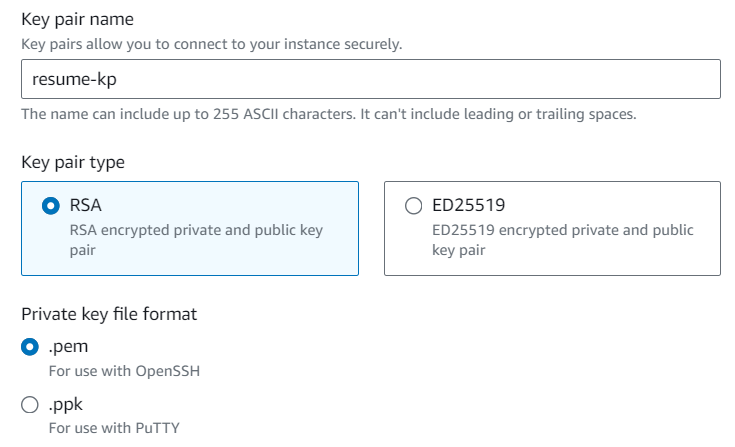 Key pair name
Key pairs allow you to connect to your instance securely.
resume-kp
The name can include up to 255 ASCII characters. It can't include leading or trailing spaces.
Key pair type
RSA
RSA encrypted private and public key
pair
ED25519
ED25519 encrypted private and public
key pair
Private key file format
.pem
For use with OpenSSH
.ppk
For use with PuTTY